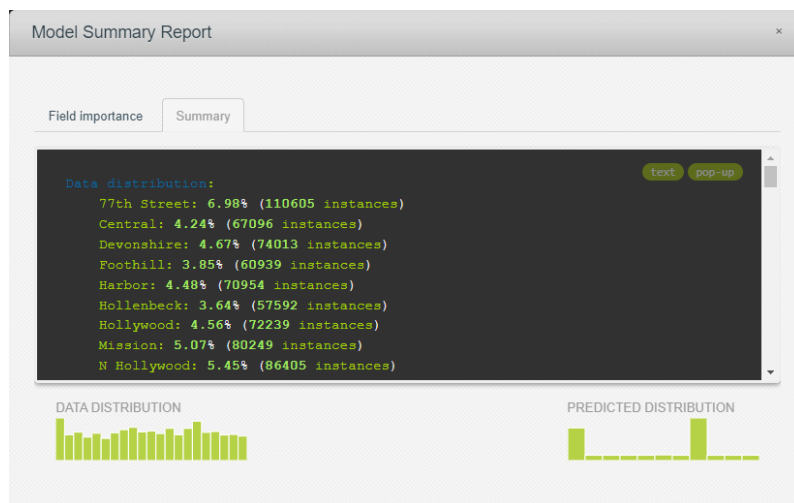 Model Summary Report ×
Field importance Summary
text pop-up
Data distribution:
77th Street: 6.98% (110605 instances)
Central: 4.24% (67096 instances)
Devonshire: 4.67% (74013 instances)
Foothill: 3.85% (60939 instances)
Harbor: 4.48% (70954 instances)
Hollenbeck: 3.64% (57592 instances)
Hollywood: 4.56% (72239 instances)
Mission: 5.07% (80249 instances)
N Hollywood: 5.45% (86405 instances)
DATA DISTRIBUTION PREDICTED DISTRIBUTION